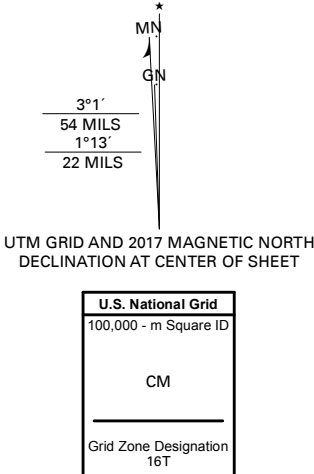 ★
MN
GN
3°1´
54 MILS
1°13´
22 MILS
UTM GRID AND 2017 MAGNETIC NORTH
DECLINATION AT CENTER OF SHEET
U.S. National Grid
100,000 - m Square ID
CM
Grid Zone Designation
16T